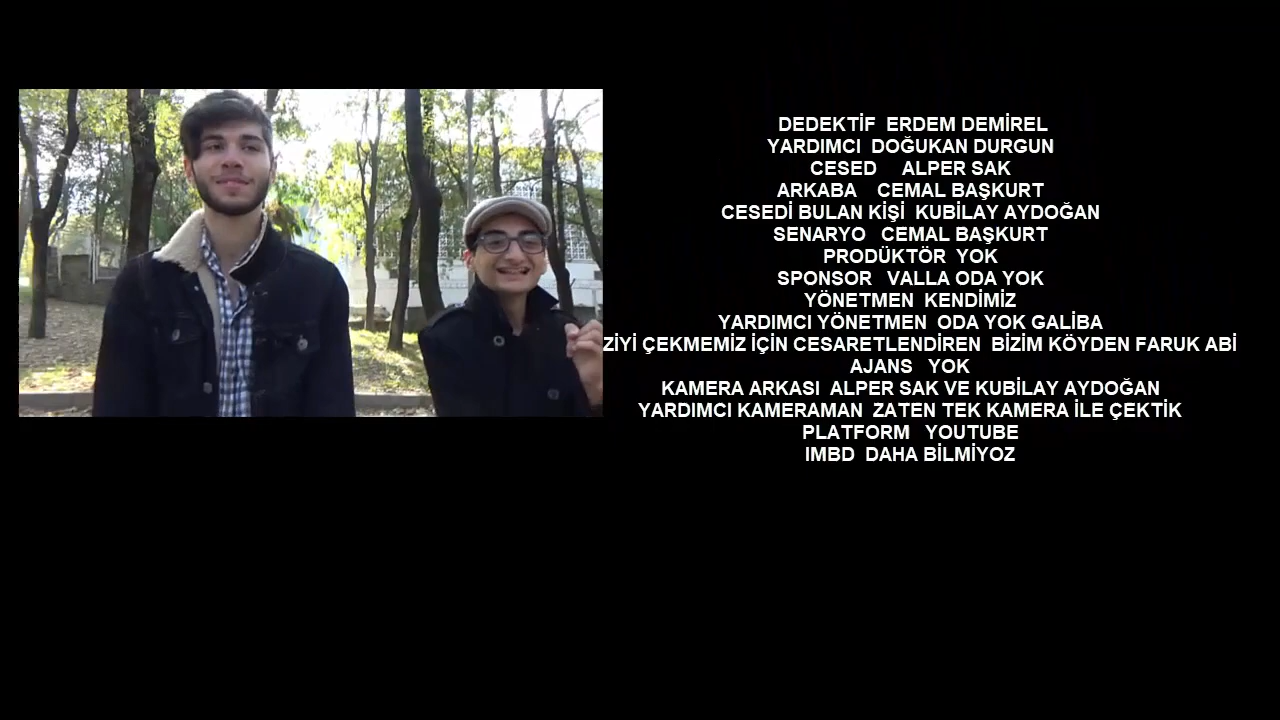 DEDEKTİF ERDEM DEMİREL
YARDIMCI DOĞUKAN DURGUN
CESED ALPER SAK
ARKABA CEMAL BAŞKURT
CESEDİ BULAN KİŞİ KUBİLAY AYDOĞAN
SENARYO CEMAL BAŞKURT
PRODÜKTÖR YOK
SPONSOR VALLA ODA YOK
YÖNETMEN KENDİMİZ
YARDIMCI YÖNETMEN ODA YOK GALİBA
ZİYİ ÇEKMEMİZ İÇİN CESARETLENDİREN BİZİM KÖYDEN FARUK ABİ
AJANS YOK
KAMERA ARKASI ALPER SAK VE KUBİLAY AYDOĞAN
YARDIMCI KAMERAMAN ZATEN TEK KAMERA İLE ÇEKTİK
PLATFORM YOUTUBE
IMBD DAHA BİLMİYOZ